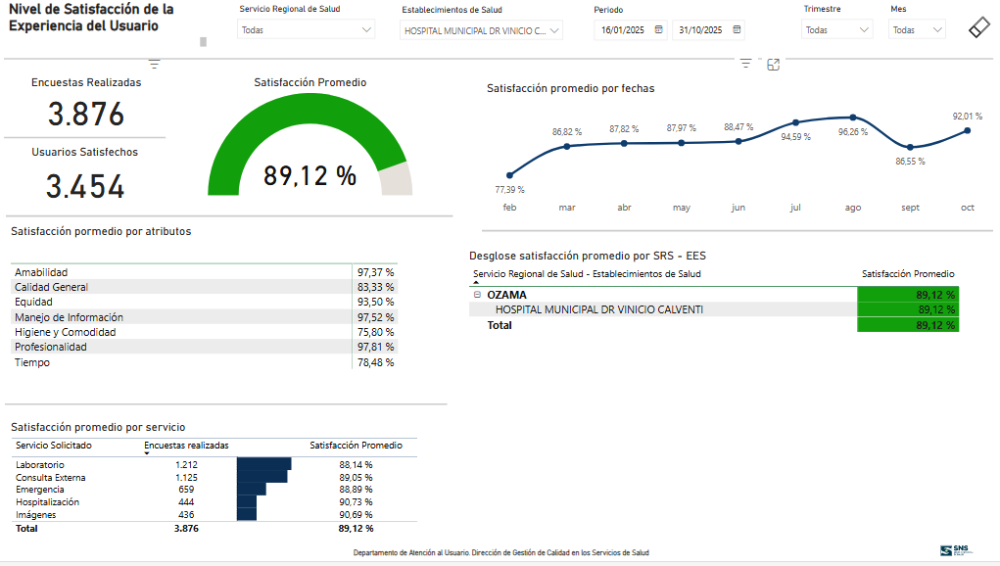 Nivel de Satisfacción de la
Experiencia del Usuario
Servicio Regional de Salud
Todas
Establecimientos de Salud
HOSPITAL MUNICIPAL DR VINICIO C...
Periodo
16/01/2025
31/10/2025
Trimestre
Todas
Mes
Todas
Encuestas Realizadas
3.876
Usuarios Satisfechos
3.454
Satisfacción Promedio
89,12 %
Satisfacción promedio por fechas
77,39 %
86,82 %
87,82 %
87,97 %
88,47 %
94,59 %
96,26 %
86,55 %
92,01 %
feb mar abr may jun jul ago sept oct
Satisfacción pormedio por atributos
Amabilidad 97,37 %
Calidad General 83,33 %
Equidad 93,50 %
Manejo de Información 97,52 %
Higiene y Comodidad 75,80 %
Profesionalidad 97,81 %
Tiempo 78,48 %
Desglose satisfacción promedio por SRS - EES
Servicio Regional de Salud - Establecimientos de Salud Satisfacción Promedio
OZAMA 89,12 %
HOSPITAL MUNICIPAL DR VINICIO CALVENTI 89,12 %
Total 89,12 %
Satisfacción promedio por servicio
Servicio Solicitado Encuestas realizadas Satisfacción Promedio
Laboratorio 1.212 88,14 %
Consulta Externa 1.125 89,05 %
Emergencia 659 88,89 %
Hospitalización 444 90,73 %
Imágenes 436 90,69 %
Total 3.876 89,12 %
Departamento de Atención al Usuario. Dirección de Gestión de Calidad en los Servicios de Salud
SNS